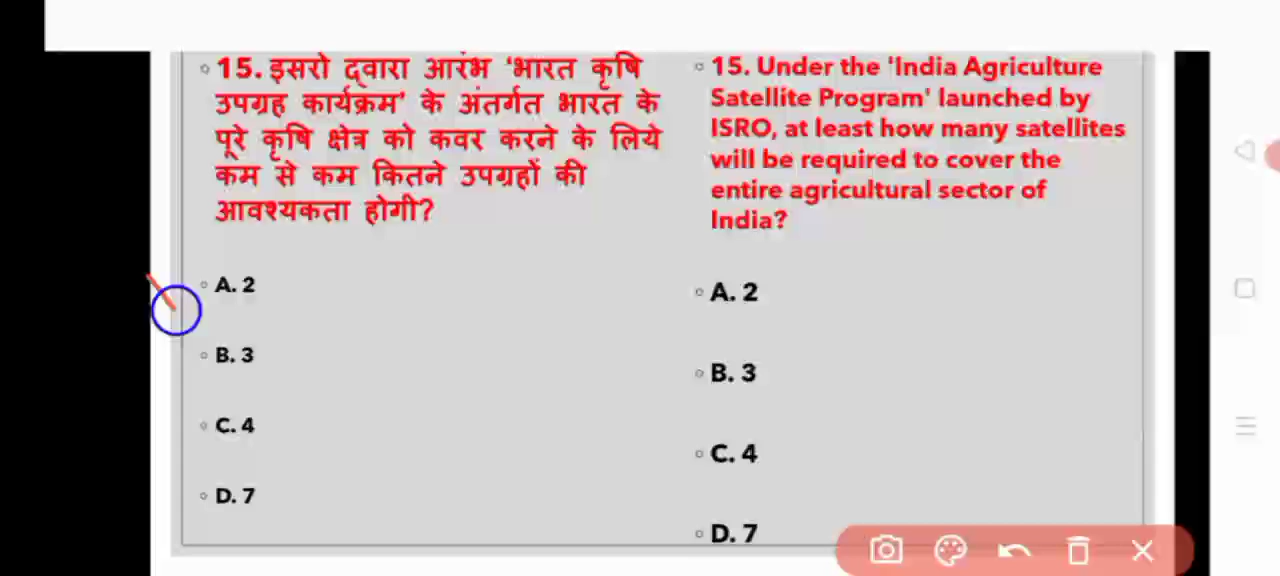 15. इसरो द्वारा आरंभ 'भारत कृषि
उपग्रह कार्यक्रम' के अंतर्गत भारत के
पूरे कृषि क्षेत्र को कवर करने के लिये
कम से कम कितने उपग्रहों की
आवश्यकता होगी?
A. 2
B. 3
C. 4
D. 7
15. Under the 'India Agriculture
Satellite Program' launched by
ISRO, at least how many satellites
will be required to cover the
entire agricultural sector of
India?
A. 2
B. 3
C. 4
D. 7